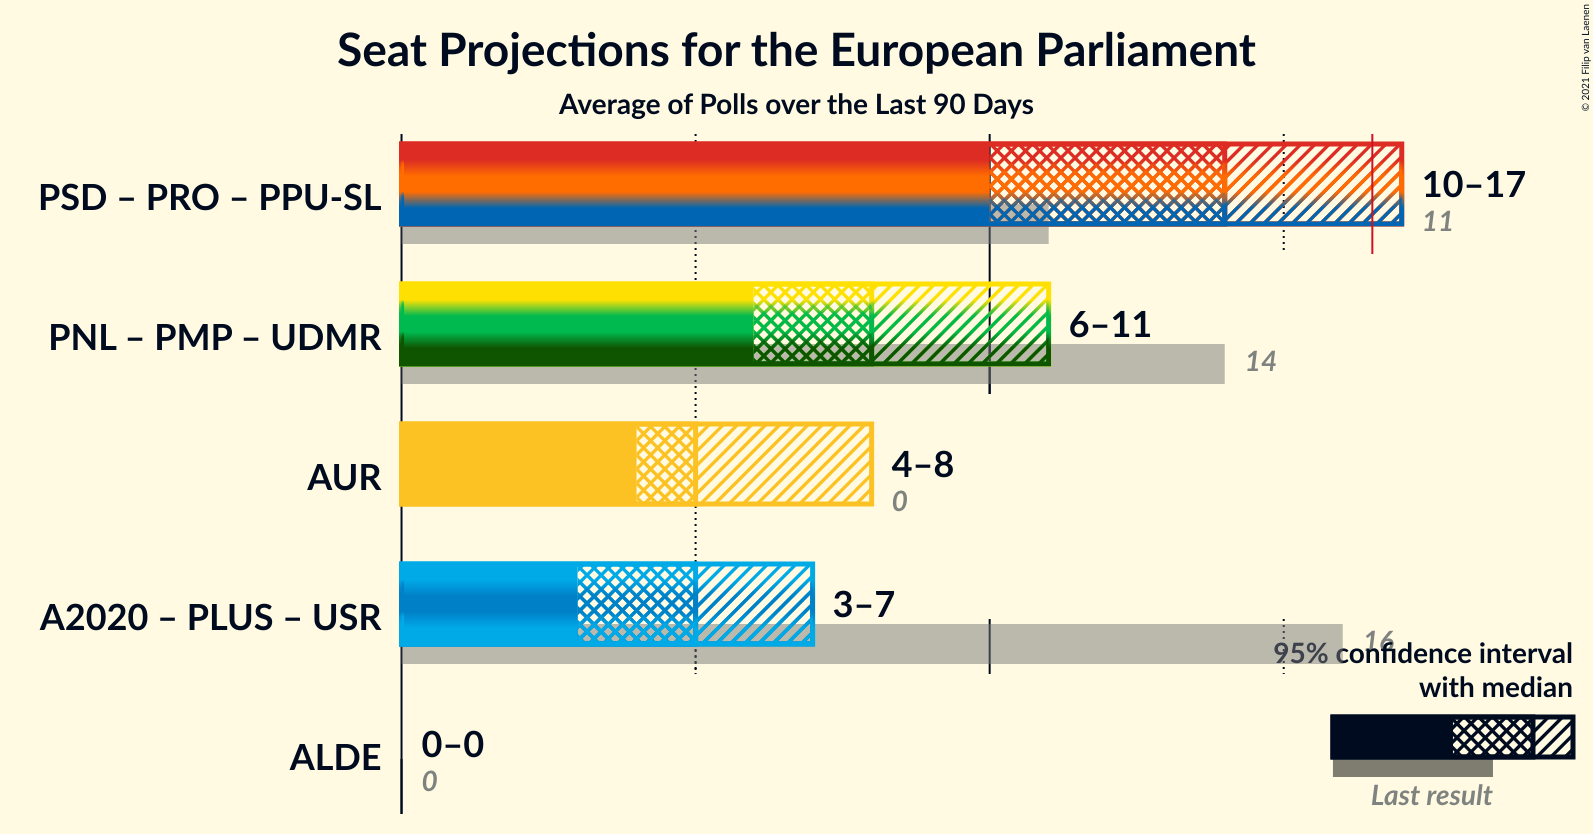 Seat Projections for the European Parliament
Average of Polls over the Last 90 Days
© 2021 Filip van Laenen
PSD – PRO – PPU-SL
10–17
11
PNL – PMP – UDMR
6–11
14
AUR
4–8
0
A2020 – PLUS – USR
3–7
16
95% confidence interval
with median
ALDE
0–0
0
Last result